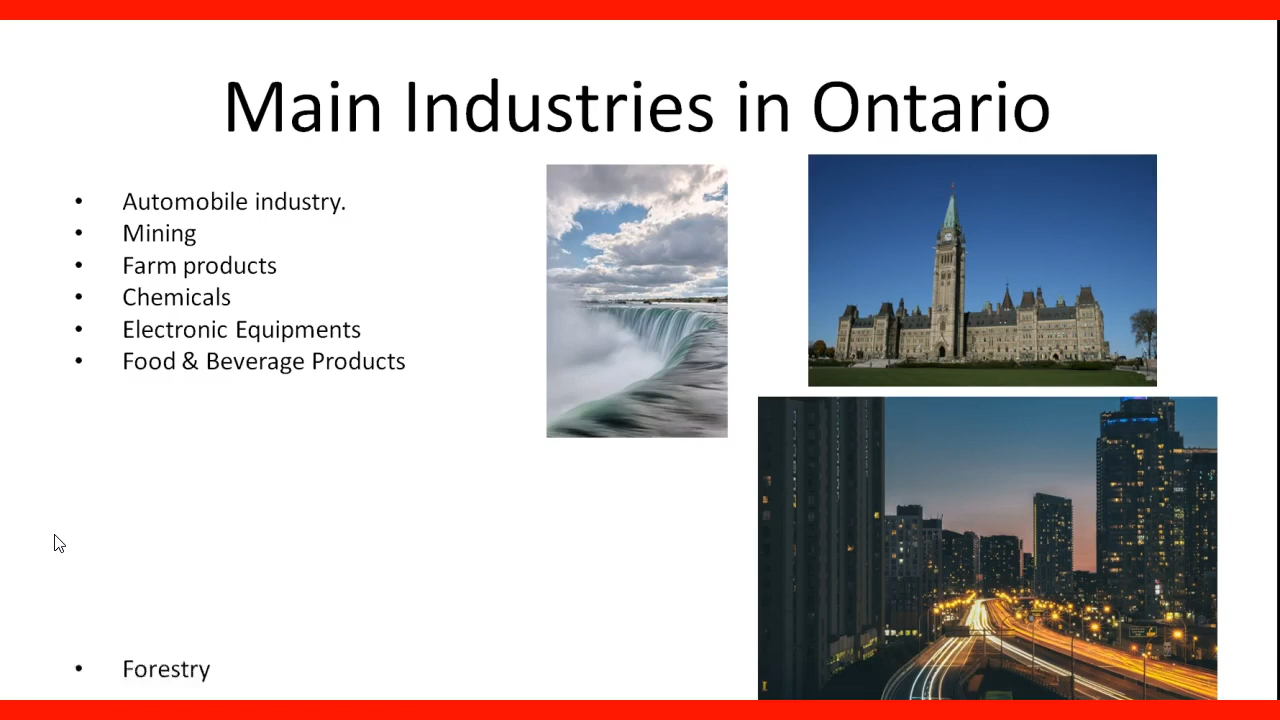 Main Industries in Ontario
• Automobile industry.
• Mining
• Farm products
• Chemicals
• Electronic Equipments
• Food & Beverage Products
• Forestry